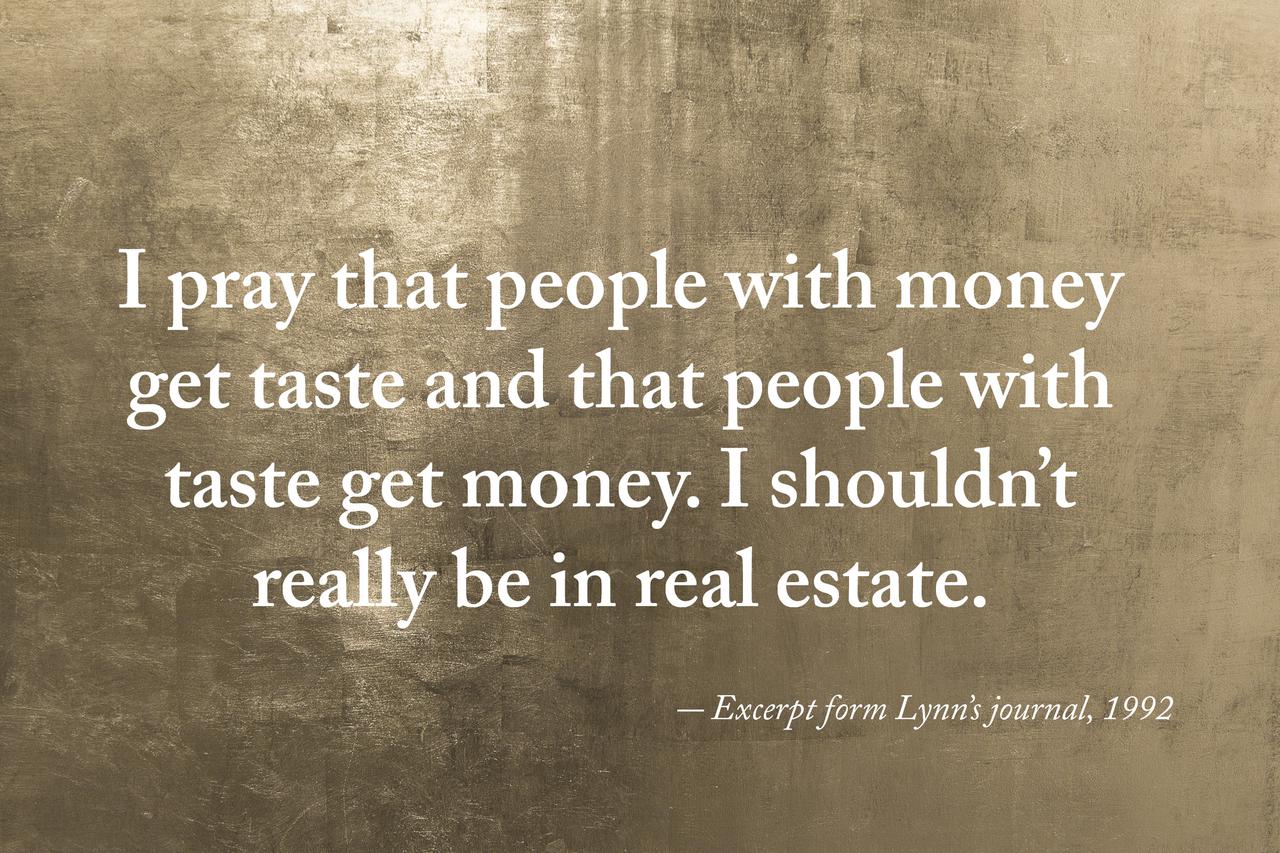 I pray that people with money
get taste and that people with
taste get money. I shouldn’t
really be in real estate.
— Excerpt form Lynn’s journal, 1992